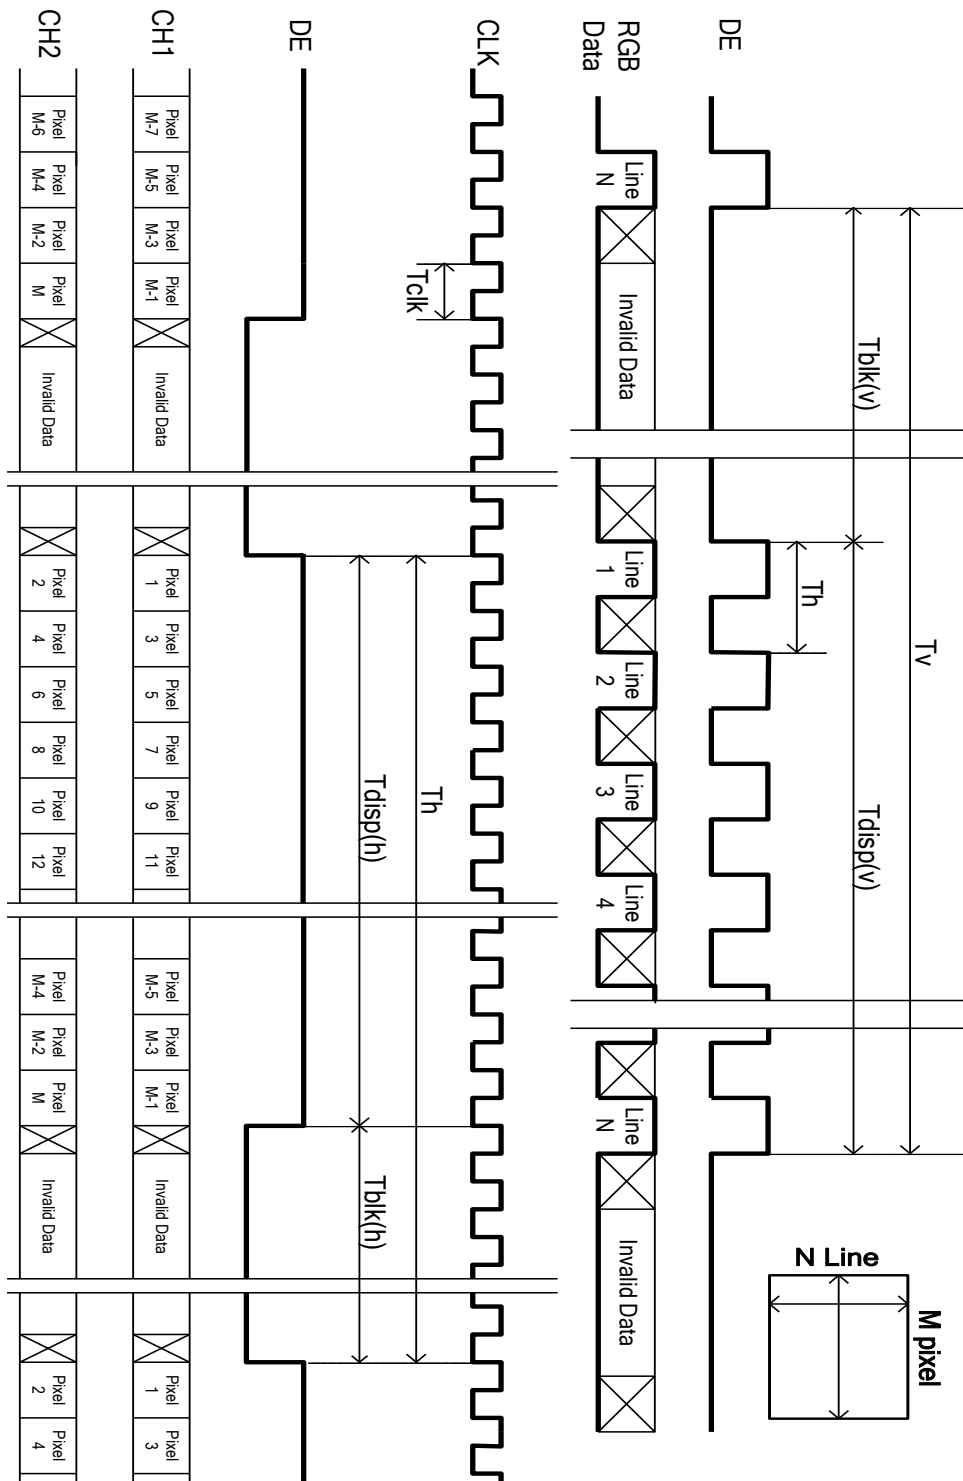 DE
RGB
Data
Line
N
Invalid Data
Line
1
Line
2
Line
3
Line
4
Line
N
Invalid Data
Tv
Tblk(v)
Tdisp(v)
Th
N Line
M pixel
CLK
Tclk
Th
Tdisp(h)
Tblk(h)
DE
CH1
Pixel
M-7
Pixel
M-5
Pixel
M-3
Pixel
M-1
Invalid Data
Pixel
1
Pixel
3
Pixel
5
Pixel
7
Pixel
9
Pixel
11
Pixel
M-5
Pixel
M-3
Pixel
M-1
Invalid Data
Pixel
1
Pixel
3
CH2
Pixel
M-6
Pixel
M-4
Pixel
M-2
Pixel
M
Invalid Data
Pixel
2
Pixel
4
Pixel
6
Pixel
8
Pixel
10
Pixel
12
Pixel
M-4
Pixel
M-2
Pixel
M
Invalid Data
Pixel
2
Pixel
4